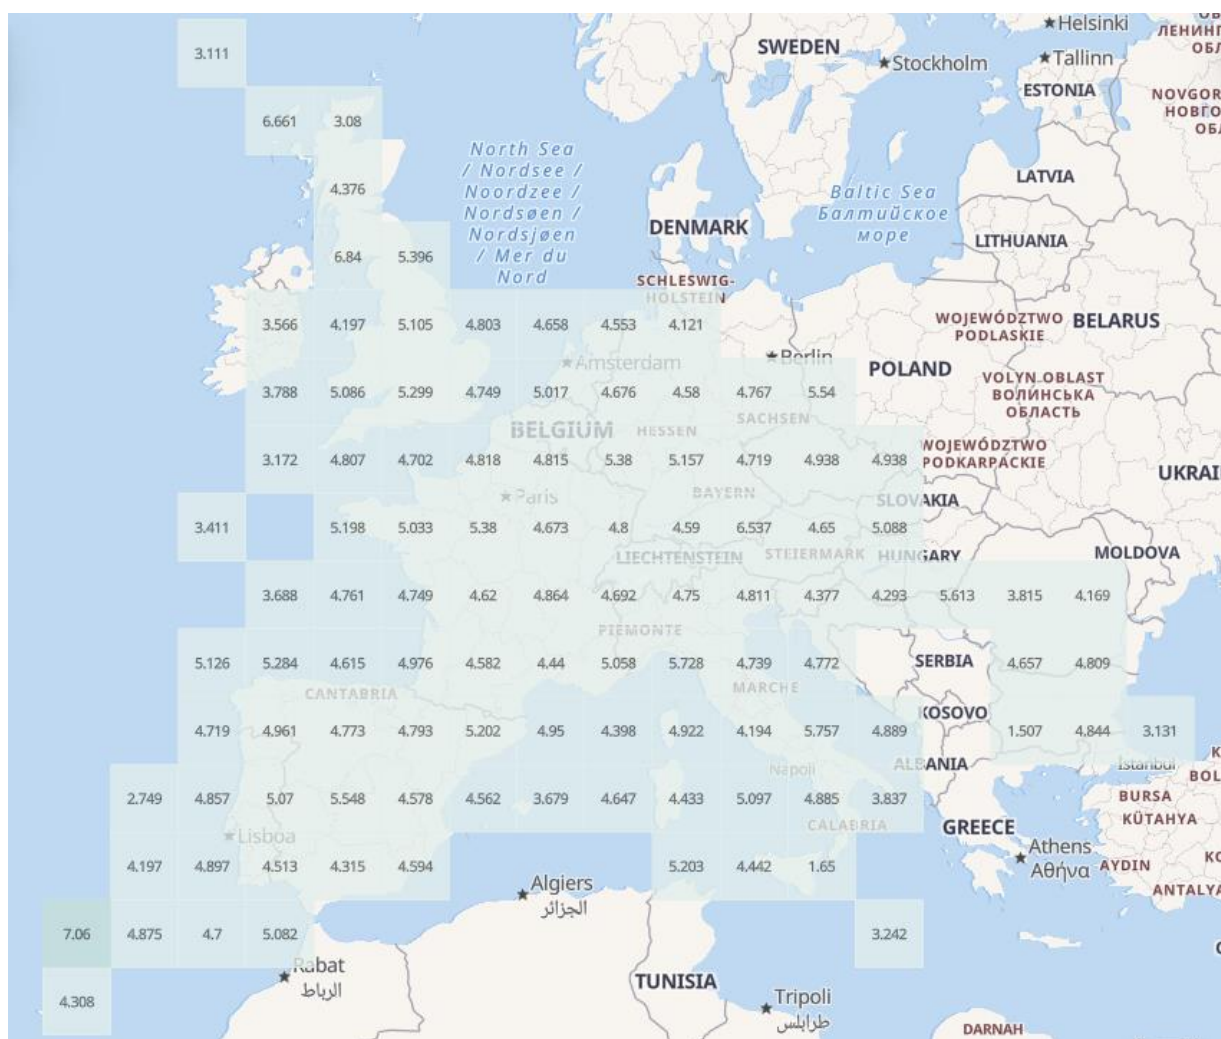 Helsinki
ЛЕНИНГ
ОБЛ
SWEDEN
Stockholm
Tallinn
ESTONIA
NOVGOR
НОВГО
ОБЛ
3.111
6.661 3.08
North Sea
/ Nordsee /
Noordzee /
Nordsøen /
Nordsjøen
/ Mer du
Nord
4.376
LATVIA
Baltic Sea
Балтийское
море
DENMARK
LITHUANIA
6.84 5.396
SCHLESWIG-
HOLSTEIN
3.566 4.197 5.105 4.803 4.658 4.553 4.121
WOJEWÓDZTWO
PODLASKIE
BELARUS
Amsterdam
Berlin
POLAND
VOLYN OBLAST
ВОЛИНСЬКА
ОБЛАСТЬ
3.788 5.086 5.299 4.749 5.017 4.676 4.58 4.767 5.54
SACHSEN
BELGIUM
HESSEN
WOJEWÓDZTWO
PODKARPACKIE
3.172 4.807 4.702 4.818 4.815 5.38 5.157 4.719 4.938 4.938
UKRAI
Paris
BAYERN
SLOVAKIA
3.411 5.198 5.033 5.38 4.673 4.8 4.59 6.537 4.65 5.088
LIECHTENSTEIN
STEIERMARK
HUNGARY
MOLDOVA
3.688 4.761 4.749 4.62 4.864 4.692 4.75 4.811 4.377 4.293 5.613 3.815 4.169
PIEMONTE
5.126 5.284 4.615 4.976 4.582 4.44 5.058 5.728 4.739 4.772
SERBIA
4.657 4.809
CANTABRIA
MARCHE
KOSOVO
4.719 4.961 4.773 4.793 5.202 4.95 4.398 4.922 4.194 5.757 4.889 1.507 4.844 3.131
Napoli
ALBANIA
İstanbul
BOL
2.749 4.857 5.07 5.548 4.578 4.562 3.679 4.647 4.433 5.097 4.885 3.837
BURSA
KÜTAHYA
Lisboa
CALABRIA
GREECE
Athens
Αθήνα
AYDIN
KO
4.197 4.897 4.513 4.315 4.594 5.203 4.442 1.65
Algiers
الجزائر
ANTALYA
7.06 4.875 4.7 5.082 3.242
Rabat
الرباط
TUNISIA
4.308
Tripoli
طرابلس
DARNAH